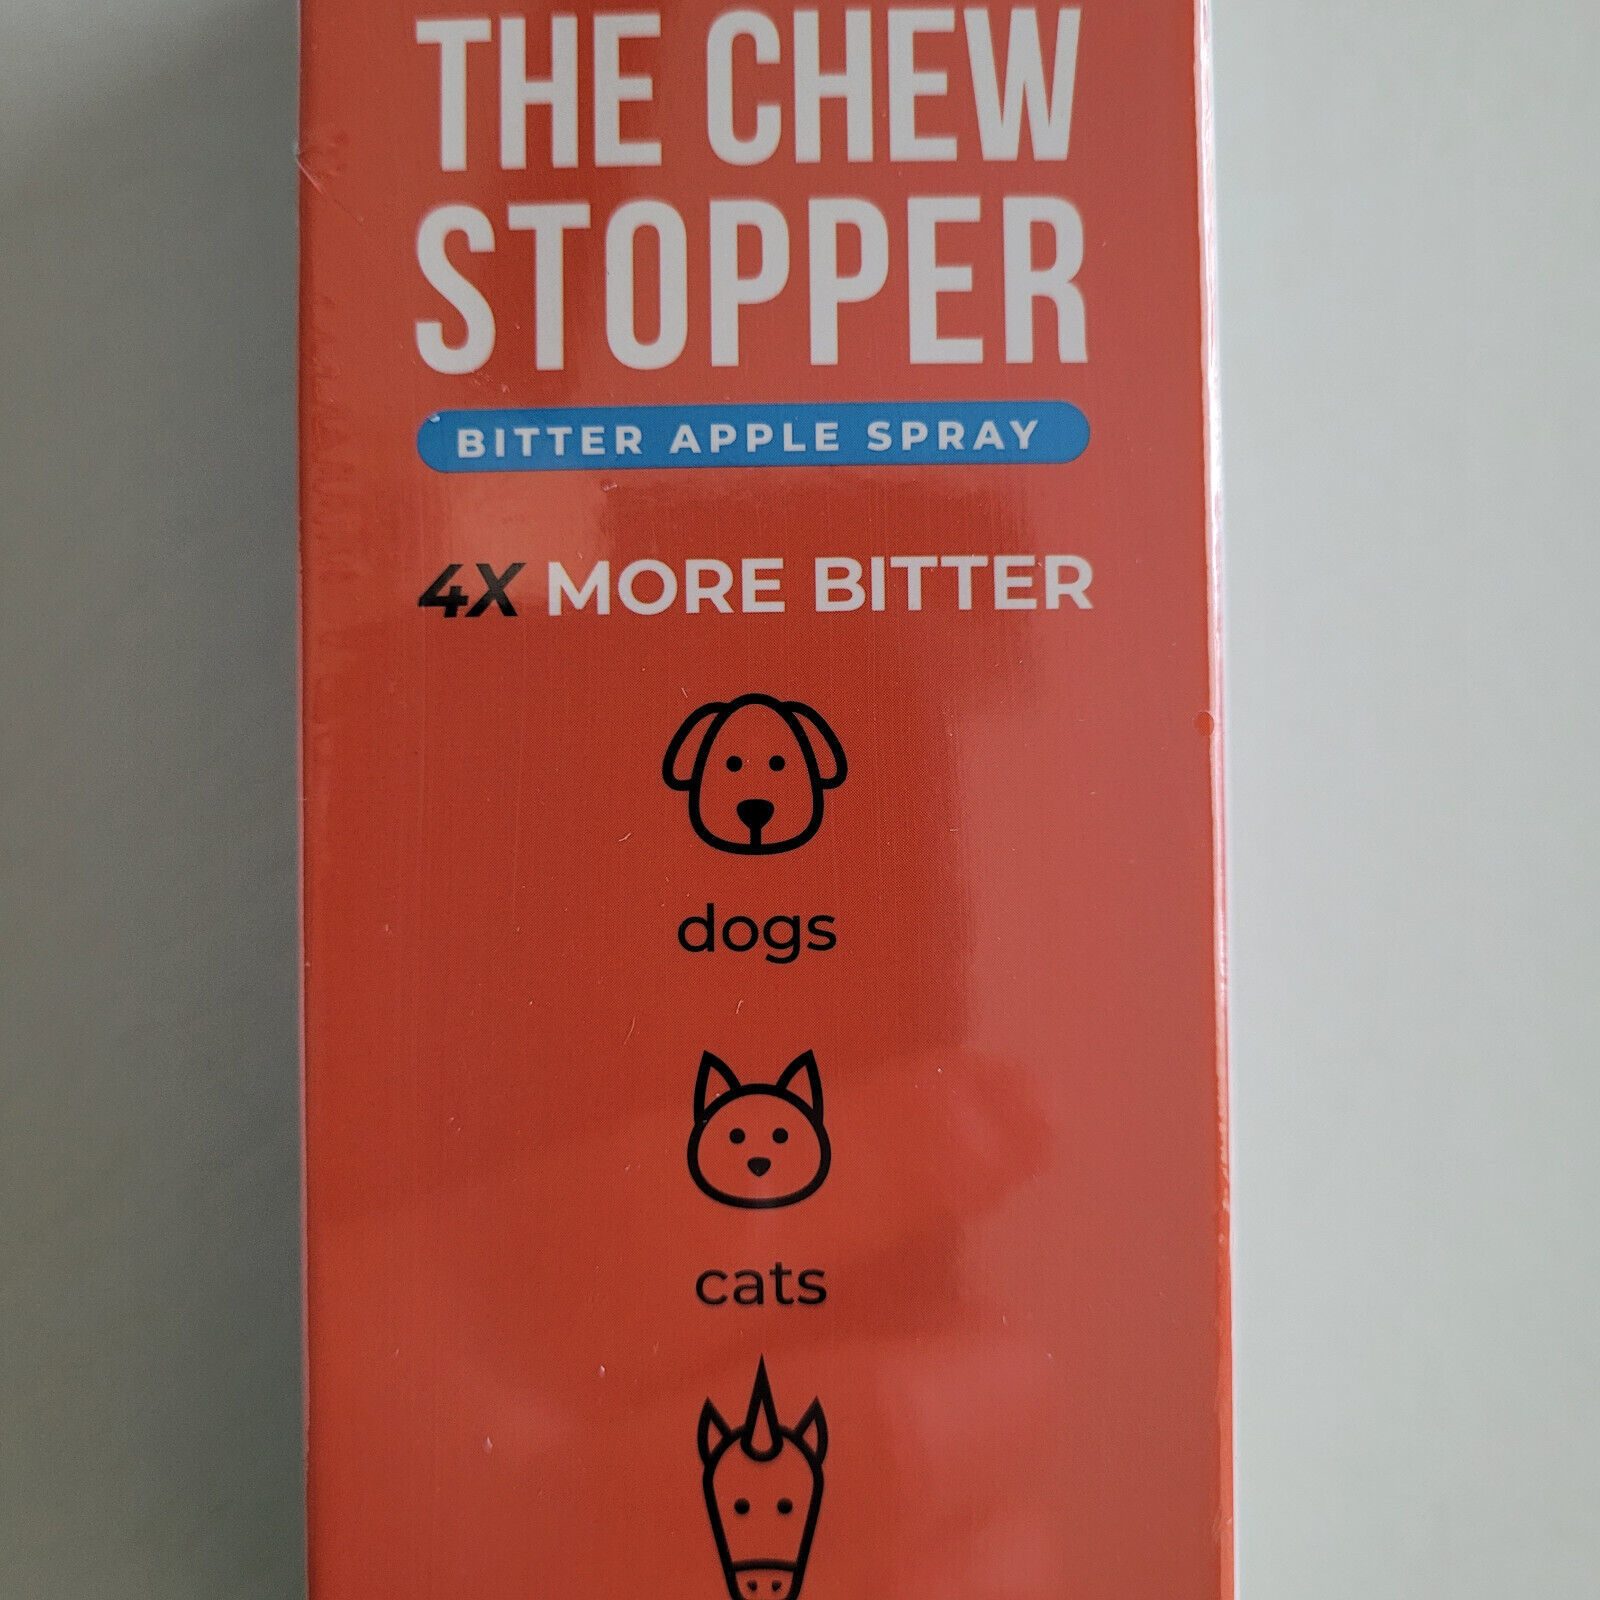 THE CHEW
STOPPER
BITTER APPLE SPRAY
4X MORE BITTER
dogs
cats